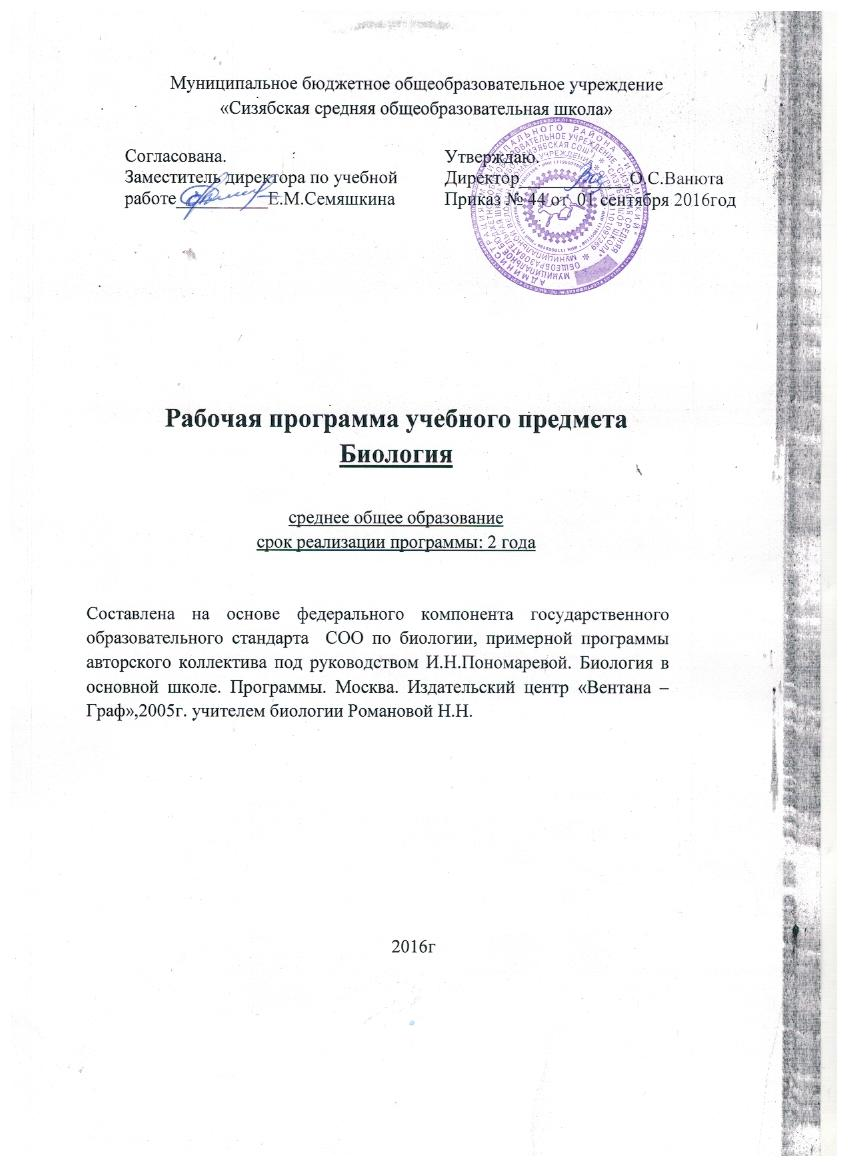 Муниципальное бюджетное общеобразовательное учреждение
«Сизябская средняя общеобразовательная школа»
Согласована.
Заместитель директора по учебной
работе__________Е.М.Семяшкина
Утверждаю.
Директор____________О.С.Ванюта
Приказ № 44 от 01 сентября 2016год
Рабочая программа учебного предмета
Биология
среднее общее образование
срок реализации программы: 2 года
Составлена на основе федерального компонента государственного
образовательного стандарта СОО по биологии, примерной программы
авторского коллектива под руководством И.Н.Пономаревой. Биология в
основной школе. Программы. Москва. Издательский центр «Вентана –
Граф»,2005г. учителем биологии Романовой Н.Н.
2016г